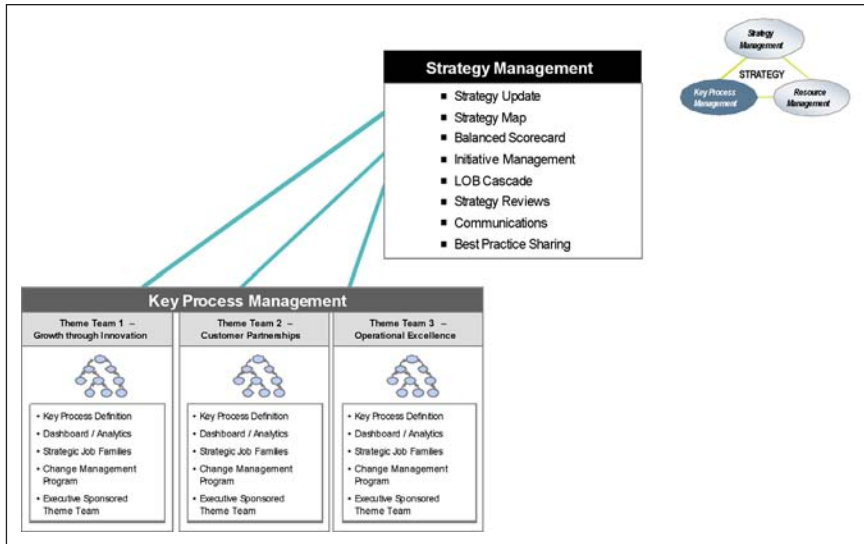 Strategy
Management
STRATEGY
Key Process
Management
Resource
Management
Strategy Management
▪ Strategy Update
▪ Strategy Map
▪ Balanced Scorecard
▪ Initiative Management
▪ LOB Cascade
▪ Strategy Reviews
▪ Communications
▪ Best Practice Sharing
Key Process Management
Theme Team 1 –
Growth through Innovation
• Key Process Definition
• Dashboard / Analytics
• Strategic Job Families
• Change Management
Program
• Executive Sponsored
Theme Team
Theme Team 2 –
Customer Partnerships
• Key Process Definition
• Dashboard / Analytics
• Strategic Job Families
• Change Management
Program
• Executive Sponsored
Theme Team
Theme Team 3 –
Operational Excellence
• Key Process Definition
• Dashboard / Analytics
• Strategic Job Families
• Change Management
Program
• Executive Sponsored
Theme Team